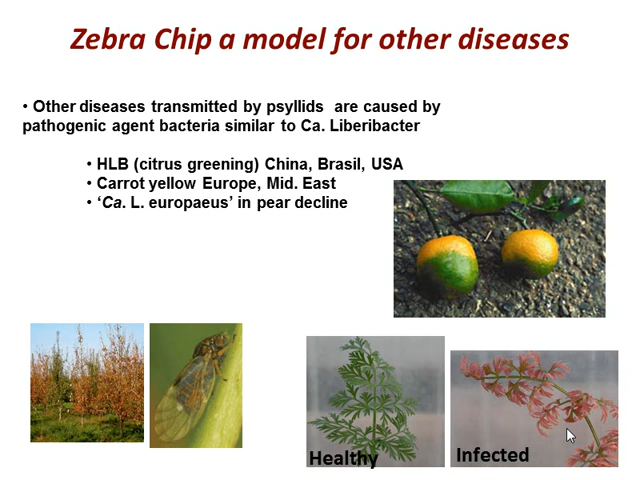 Zebra Chip a model for other diseases
• Other diseases transmitted by psyllids are caused by
pathogenic agent bacteria similar to Ca. Liberibacter
• HLB (citrus greening) China, Brasil, USA
• Carrot yellow Europe, Mid. East
• ‘Ca. L. europaeus’ in pear decline
Healthy
Infected